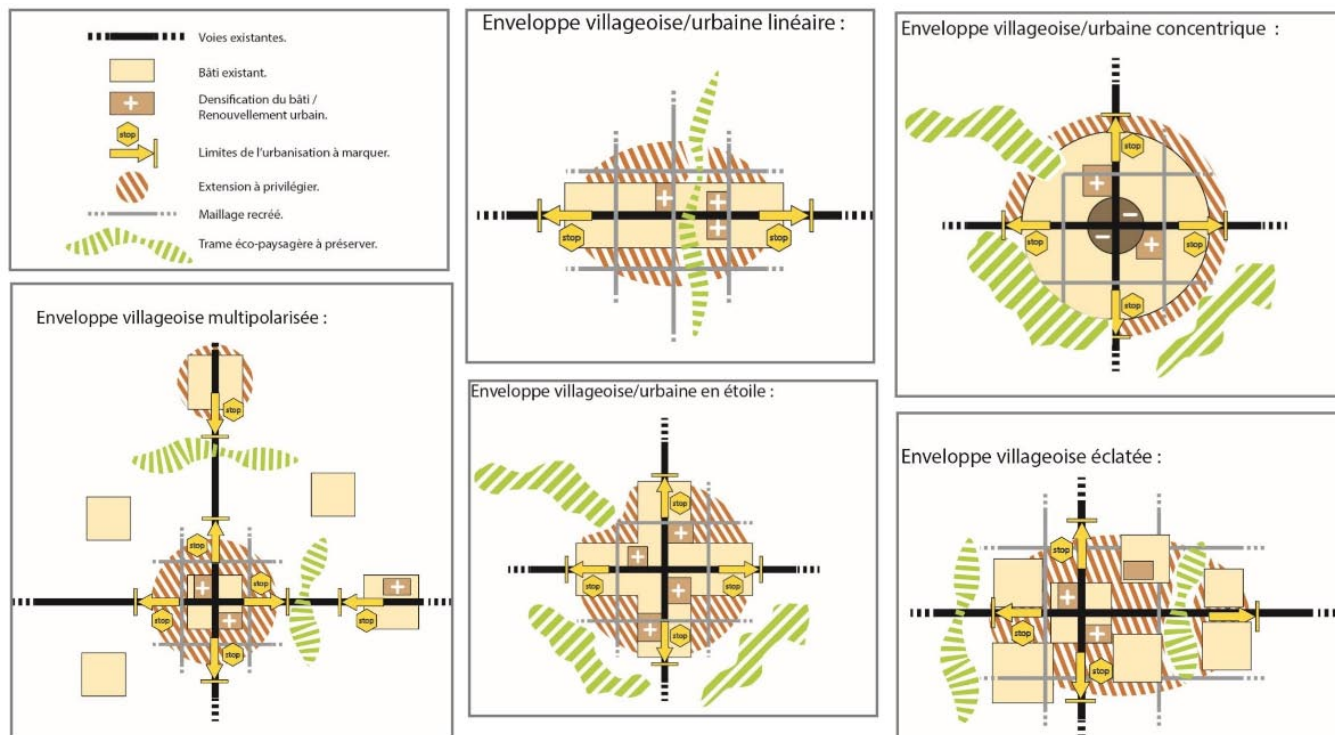 Voies existantes.
Bâti existant.
Densification du bâti /
Renouvellement urbain.
stop
Limites de l'urbanisation à marquer.
Extension à privilégier.
Maillage recréé.
Trame éco-paysagère à préserver.
Enveloppe villageoise/urbaine linéaire :
stop
stop
Enveloppe villageoise/urbaine concentrique :
stop
stop
stop
stop
Enveloppe villageoise multipolarisée :
stop
stop
stop
stop
stop
stop
Enveloppe villageoise/urbaine en étoile :
stop
stop
stop
stop
Enveloppe villageoise éclatée :
stop
stop
stop
stop